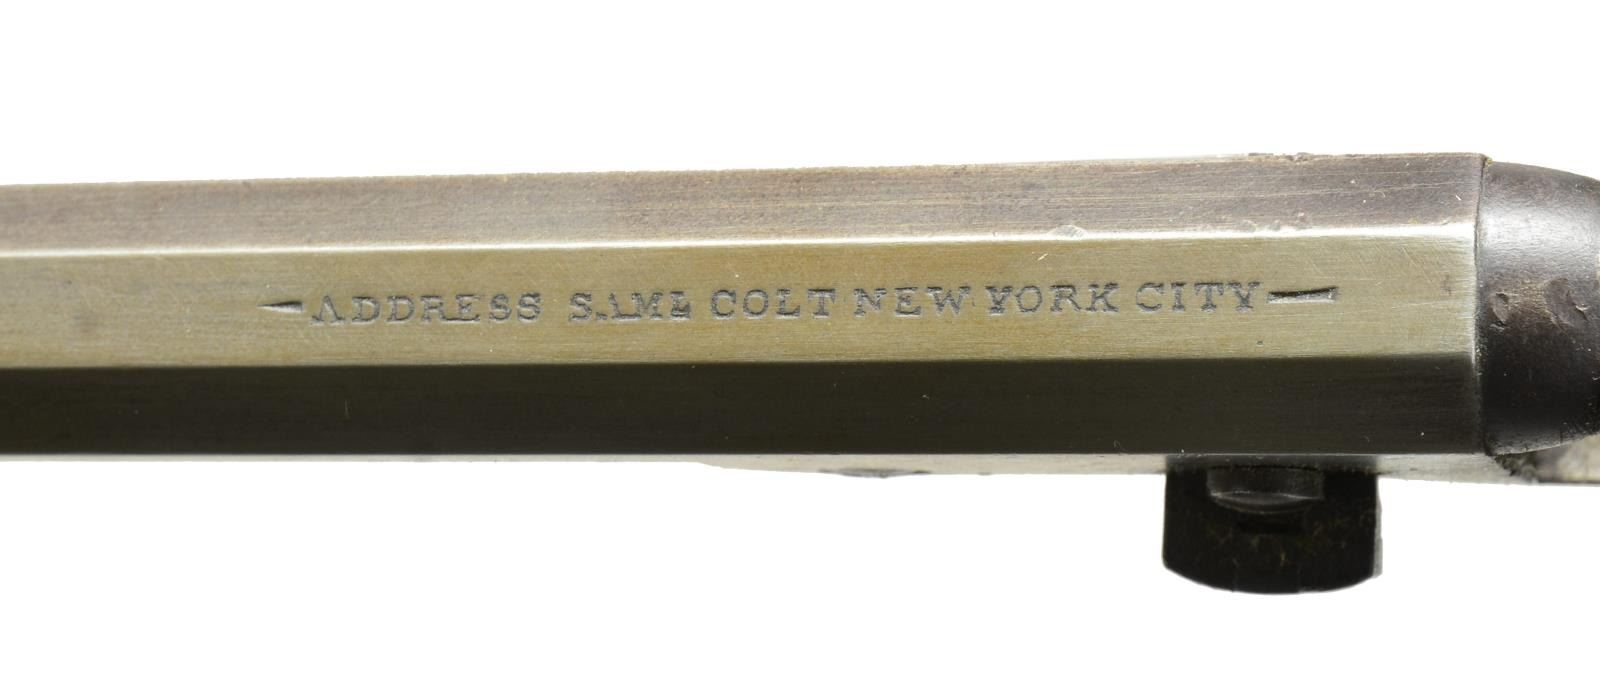 ADDRESS SAML COLT NEW YORK CITY